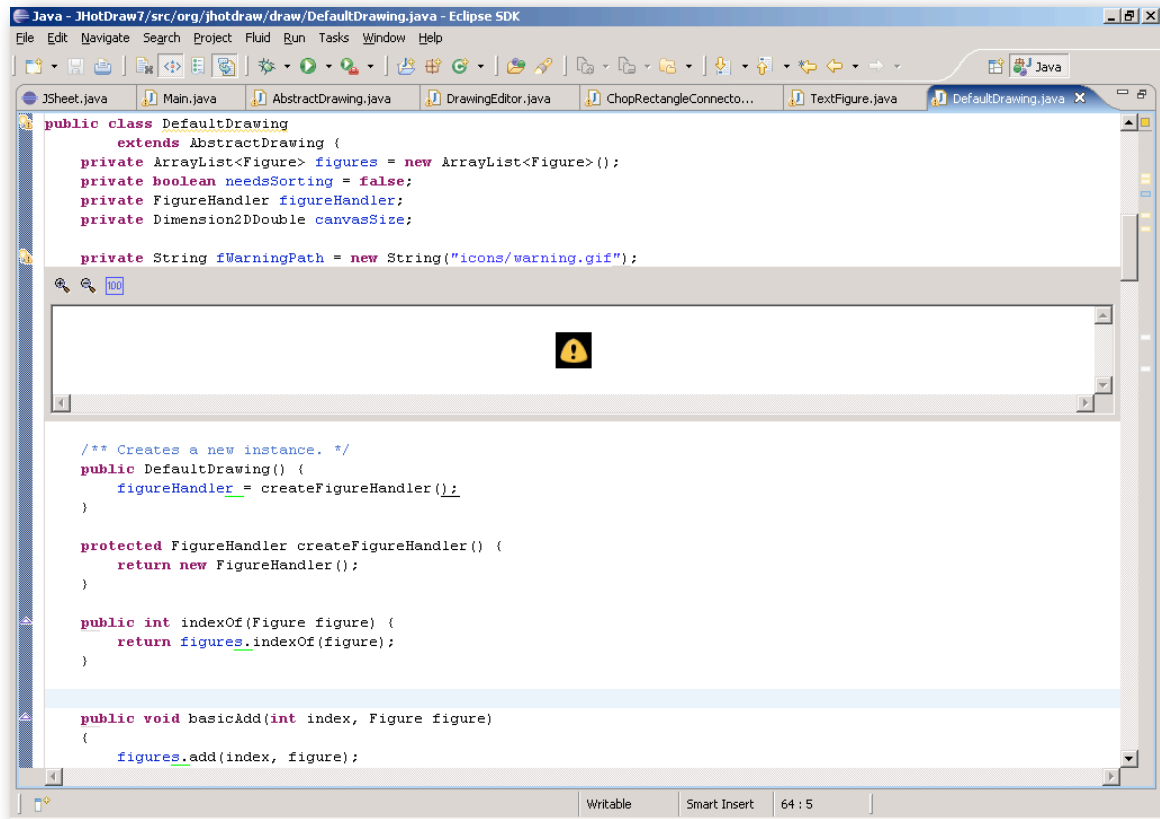 Java - JHotDraw7/src/org/jhotdraw/draw/DefaultDrawing.java - Eclipse SDK
File Edit Navigate Search Project Fluid Run Tasks Window Help
Java
JSheet.java Main.java AbstractDrawing.java DrawingEditor.java ChopRectangleConnecto... TextFigure.java DefaultDrawing.java
public class DefaultDrawing
extends AbstractDrawing {
private ArrayList<Figure> figures = new ArrayList<Figure>();
private boolean needsSorting = false;
private FigureHandler figureHandler;
private Dimension2DDouble canvasSize;
private String fWarningPath = new String("icons/warning.gif");
100
/** Creates a new instance. */
public DefaultDrawing() {
figureHandler = createFigureHandler();
}
protected FigureHandler createFigureHandler() {
return new FigureHandler();
}
public int indexOf(Figure figure) {
return figures.indexOf(figure);
}
public void basicAdd(int index, Figure figure)
{
figures.add(index, figure);
Writable Smart Insert 64 : 5